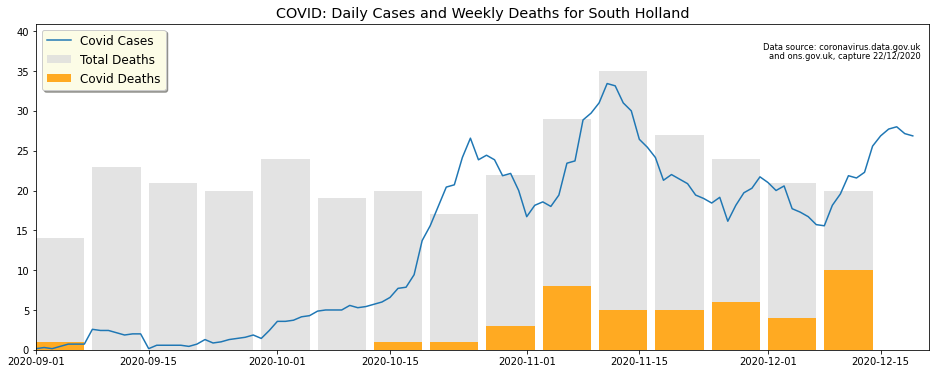 COVID: Daily Cases and Weekly Deaths for South Holland
40
35
30
25
20
15
10
5
0
Covid Cases
Total Deaths
Covid Deaths
Data source: coronavirus.data.gov.uk
and ons.gov.uk, capture 22/12/2020
2020-09-01
2020-09-15
2020-10-01
2020-10-15
2020-11-01
2020-11-15
2020-12-01
2020-12-15